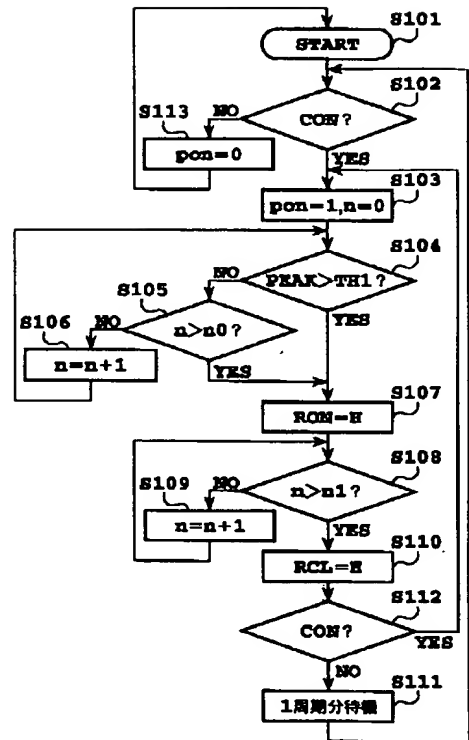 S101
START
S102
CON?
NO
YES
S113
pon=0
S103
pon=1,n=0
S104
PEAK>TH1?
NO
YES
S105
n>n0?
NO
YES
S106
n=n+1
S107
RON=H
S108
n>n1?
NO
YES
S109
n=n+1
S110
RCL=H
S112
CON?
YES
NO
S111
1周期分待機